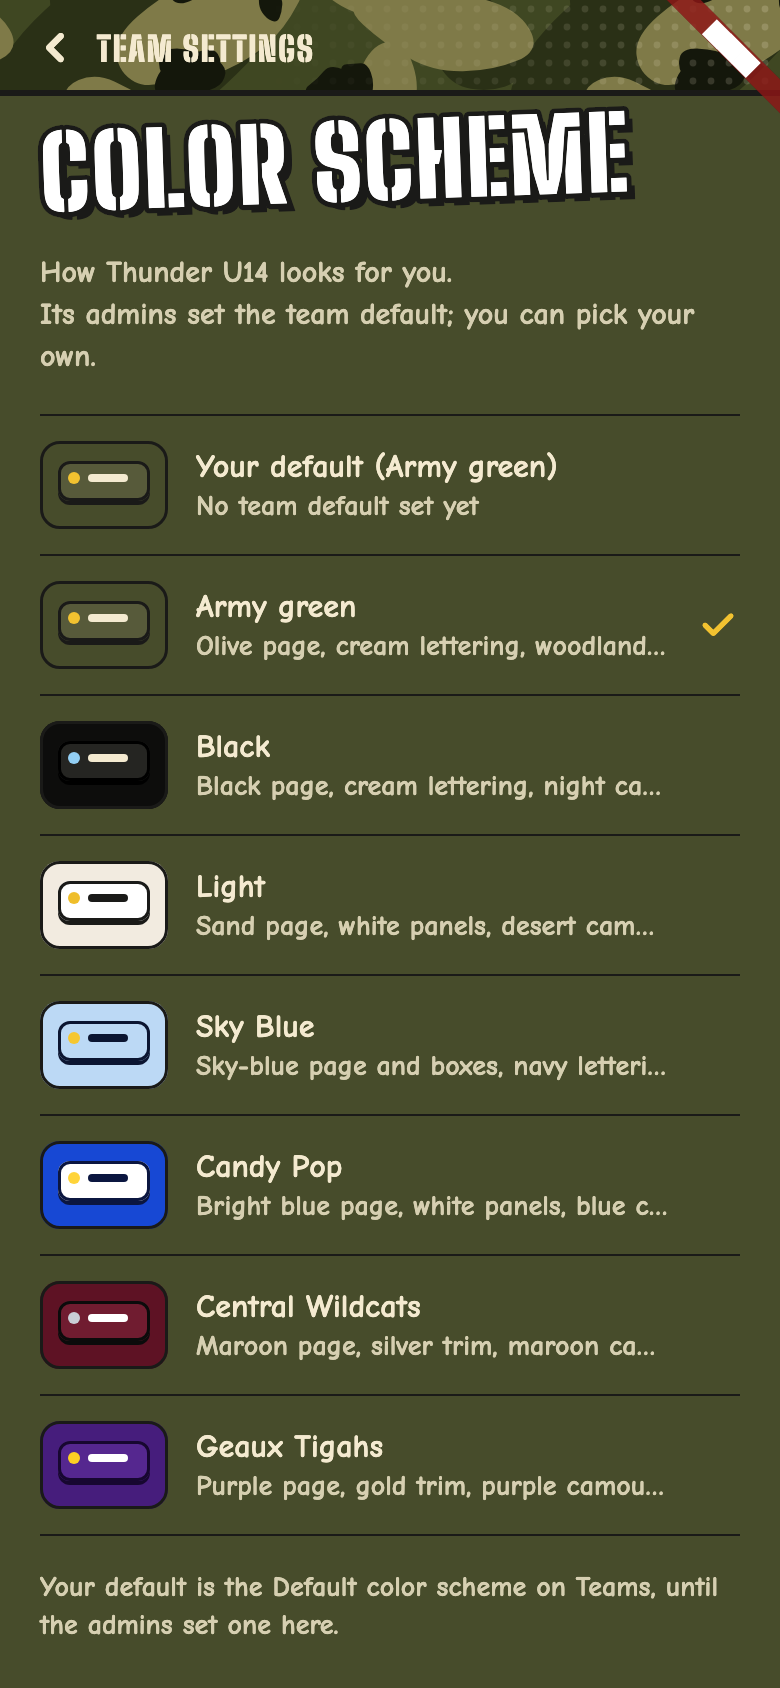 TEAM SETTINGS
COLOR SCHEME
How Thunder U14 looks for you.
Its admins set the team default; you can pick your
own.
Your default (Army green)
No team default set yet
Army green
Olive page, cream lettering, woodland...
Black
Black page, cream lettering, night ca...
Light
Sand page, white panels, desert cam...
Sky Blue
Sky-blue page and boxes, navy letteri...
Candy Pop
Bright blue page, white panels, blue c...
Central Wildcats
Maroon page, silver trim, maroon ca...
Geaux Tigahs
Purple page, gold trim, purple camou...
Your default is the Default color scheme on Teams, until
the admins set one here.